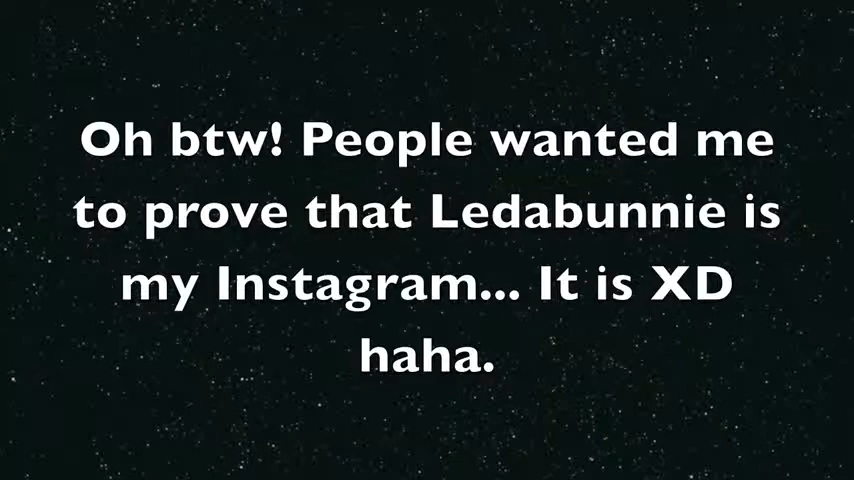 Oh btw! People wanted me
to prove that Ledabunnie is
my Instagram... It is XD
haha.